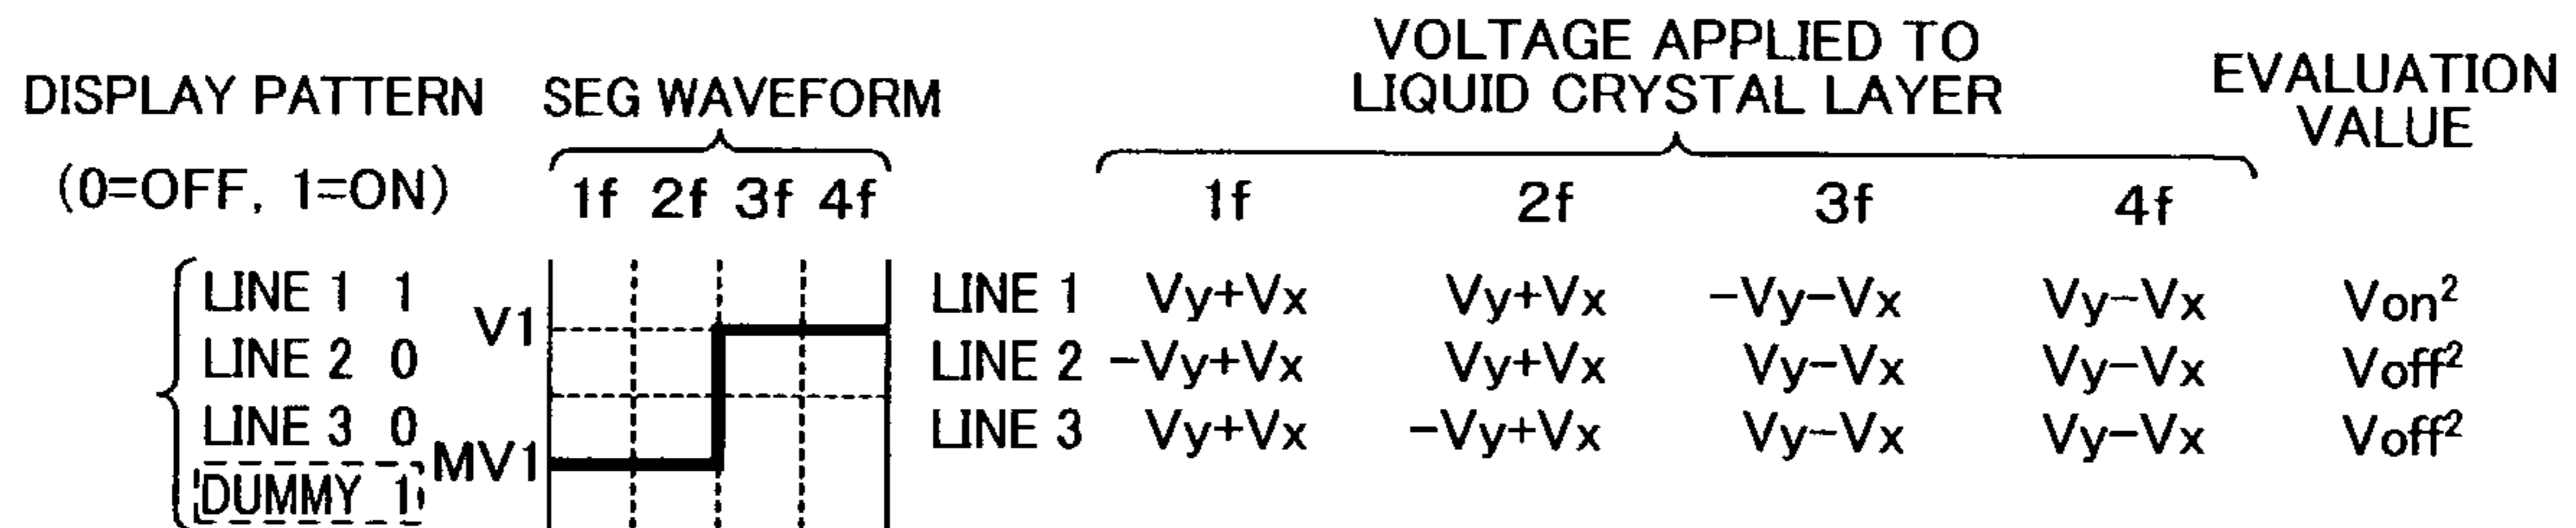 VOLTAGE APPLIED TO
LIQUID CRYSTAL LAYER
DISPLAY PATTERN SEG WAVEFORM EVALUATION
VALUE
(0=OFF, 1=ON) 1f 2f 3f 4f 1f 2f 3f 4f
LINE 1 1 LINE 1 Vy+Vx Vy+Vx -Vy-Vx Vy-Vx Von²
V1
LINE 2 0 LINE 2 -Vy+Vx Vy+Vx Vy-Vx Vy-Vx Voff²
LINE 3 0 LINE 3 Vy+Vx -Vy+Vx Vy-Vx Vy-Vx Voff²
MV1
DUMMY 1